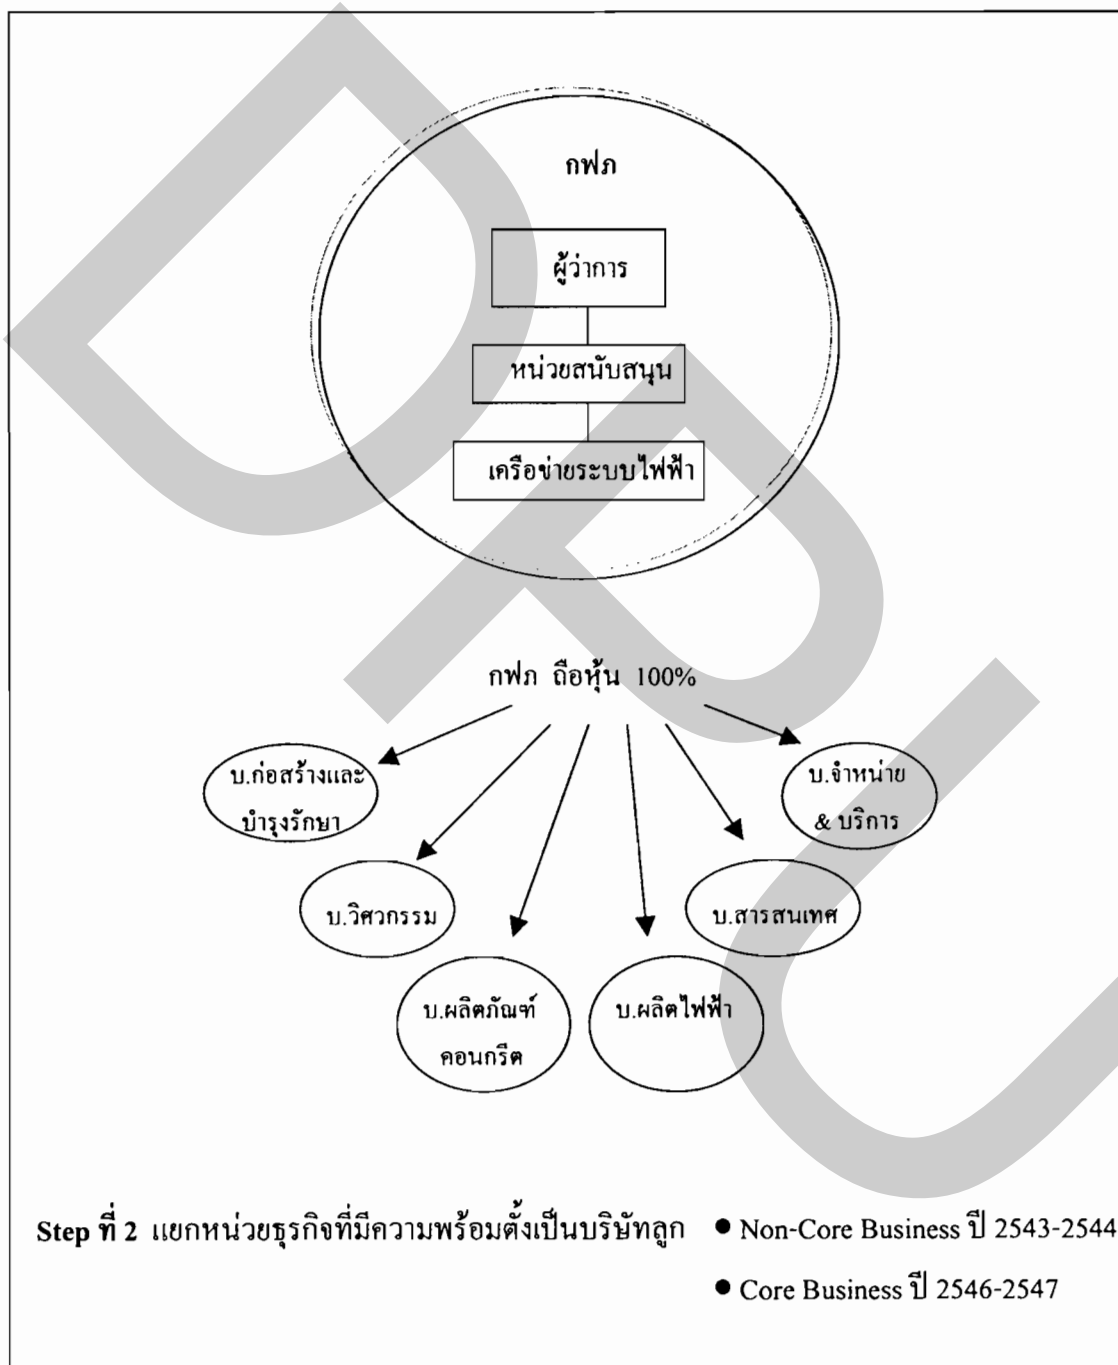 กฟภ
ผู้ว่าการ
หน่วยสนับสนุน
เครือข่ายระบบไฟฟ้า
กฟภ ถือหุ้น 100%
บ.ก่อสร้างและ
บำรุงรักษา
บ.วิศวกรรม
บ.ผลิตภัณฑ์
คอนกรีต
บ.ผลิตไฟฟ้า
บ.สารสนเทศ
บ.จำหน่าย
& บริการ
Step ที่ 2 แยกหน่วยธุรกิจที่มีความพร้อมตั้งเป็นบริษัทลูก
● Non-Core Business ปี 2543-2544
● Core Business ปี 2546-2547
DPU